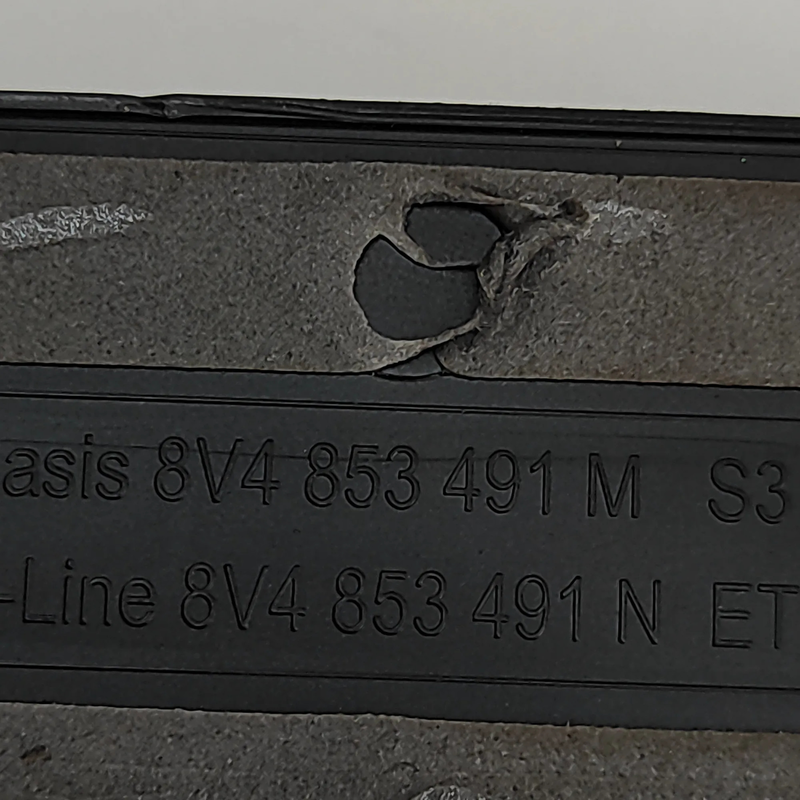 asis 8V4 853 491 M S3
-Line 8V4 853 491 N ET